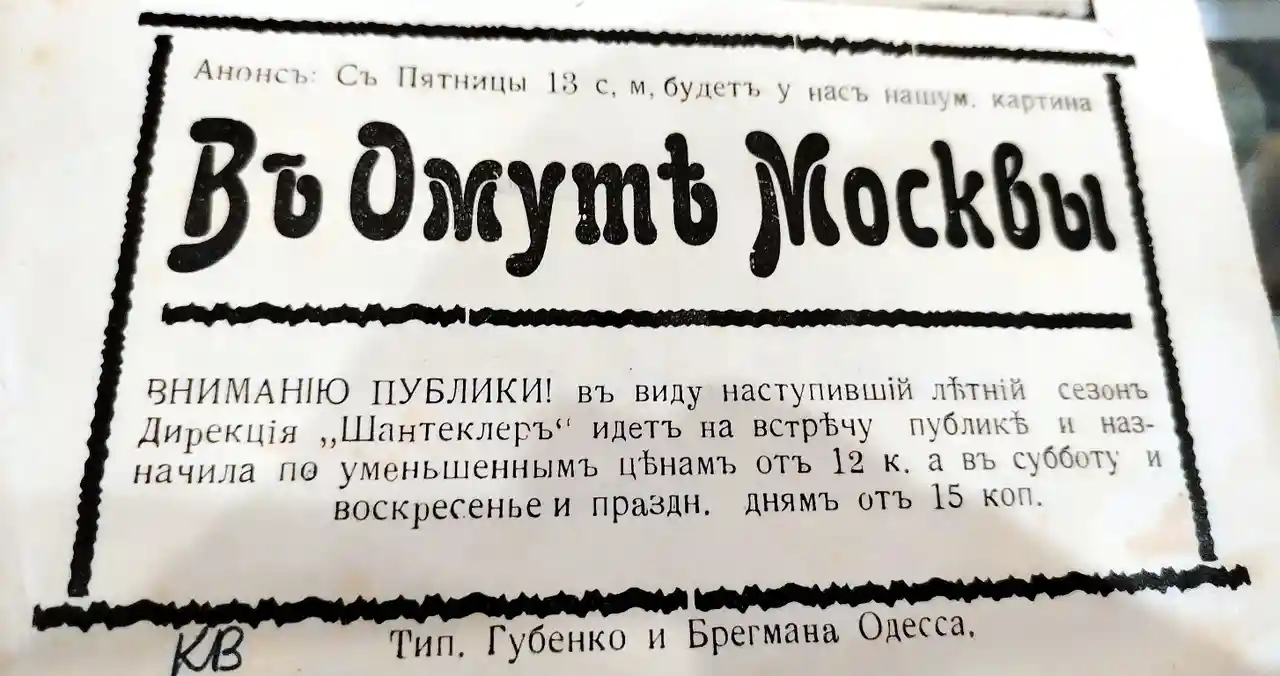 Анонсъ: Съ Пятницы 13 с, м, будетъ у насъ нашум. картина
Въ Омутѣ Москвы
ВНИМАНІЮ ПУБЛИКИ! въ виду наступившій лѣтній сезонъ
Дирекція „Шантеклеръ“ идетъ на встрѣчу публикѣ и наз-
начила по уменьшеннымъ цѣнамъ отъ 12 к. а въ субботу и
воскресенье и праздн. днямъ отъ 15 коп.
Тип. Губенко и Брегмана Одесса.
КВ